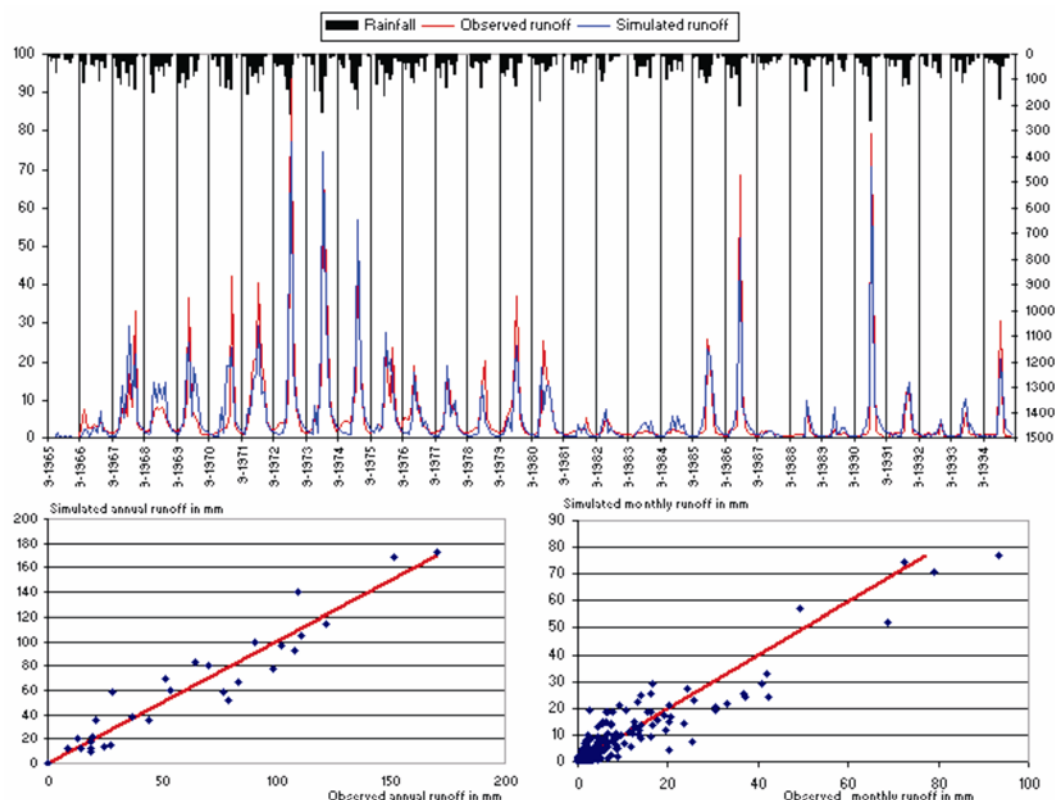 Rainfall Observed runoff Simulated runoff
100 90 80 70 60 50 40 30 20 10 0
0 100 200 300 400 500 600 700 800 900 1000 1100 1200 1300 1400 1500
9-1965 9-1966 9-1967 9-1968 9-1969 9-1970 9-1971 9-1972 9-1973 9-1974 9-1975 9-1976 9-1977 9-1978 9-1979 9-1980 9-1981 9-1982 9-1983 9-1984 9-1985 9-1986 9-1987 9-1988 9-1989 9-1990 9-1991 9-1992 9-1993 9-1994
Simulated annual runoff in mm
200 180 160 140 120 100 80 60 40 20 0
0 50 100 150 200
Observed annual runoff in mm
Simulated monthly runoff in mm
90 80 70 60 50 40 30 20 10 0
0 20 40 60 80 100
Observed monthly runoff in mm